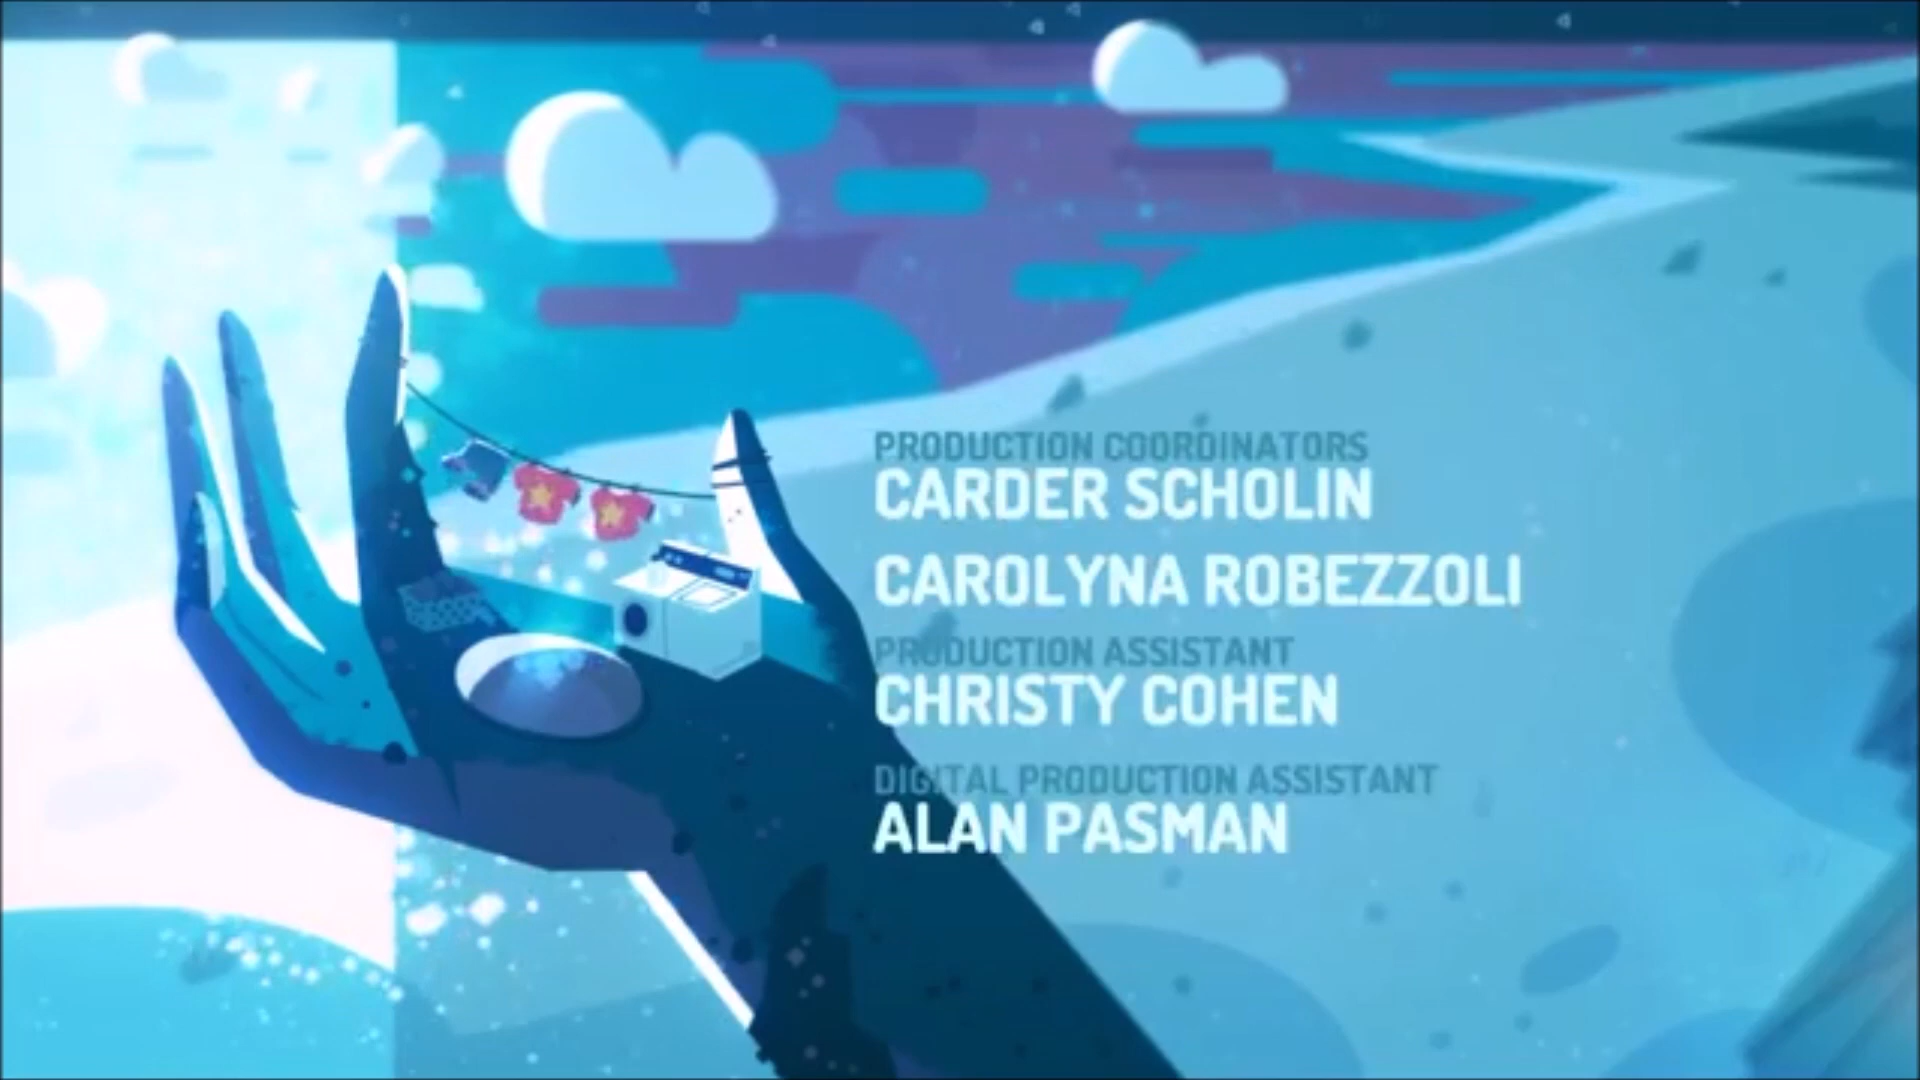 PRODUCTION COORDINATORS
CARDER SCHOLIN
CAROLYNA ROBEZZOLI
PRODUCTION ASSISTANT
CHRISTY COHEN
DIGITAL PRODUCTION ASSISTANT
ALAN PASMAN